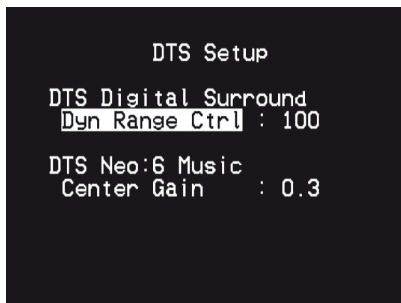 DTS Setup
DTS Digital Surround
Dyn Range Ctrl : 100
DTS Neo:6 Music
Center Gain : 0.3